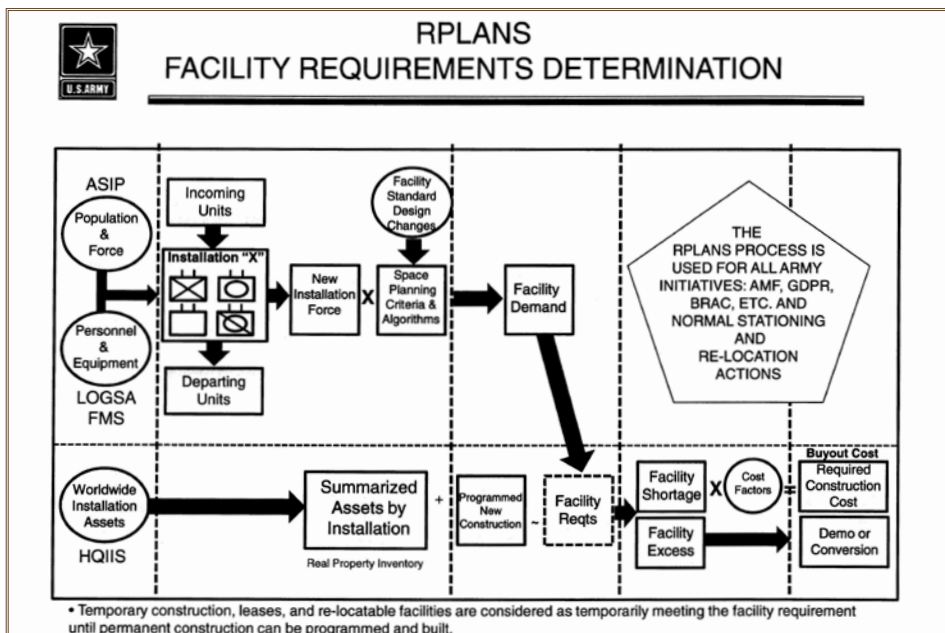 RPLANS
FACILITY REQUIREMENTS DETERMINATION
U.S.ARMY
ASIP
Population
&
Force
Personnel
&
Equipment
LOGSA
FMS
Incoming
Units
Installation "X"
Departing
Units
New
Installation
Force
X
Facility
Standard
Design
Changes
Space
Planning
Criteria &
Algorithms
Facility
Demand
THE
RPLANS PROCESS IS
USED FOR ALL ARMY
INITIATIVES: AMF, GDPR,
BRAC, ETC. AND
NORMAL STATIONING
AND
RE-LOCATION
ACTIONS
Worldwide
Installation
Assets
HQIIS
Summarized
Assets by
Installation
Real Property Inventory
+
Programmed
New
Construction
~
Facility
Reqts
Facility
Shortage
X
Cost
Factors
=
Buyout Cost
Required
Construction
Cost
Facility
Excess
Demo or
Conversion
• Temporary construction, leases, and re-locatable facilities are considered as temporarily meeting the facility requirement
until permanent construction can be programmed and built.